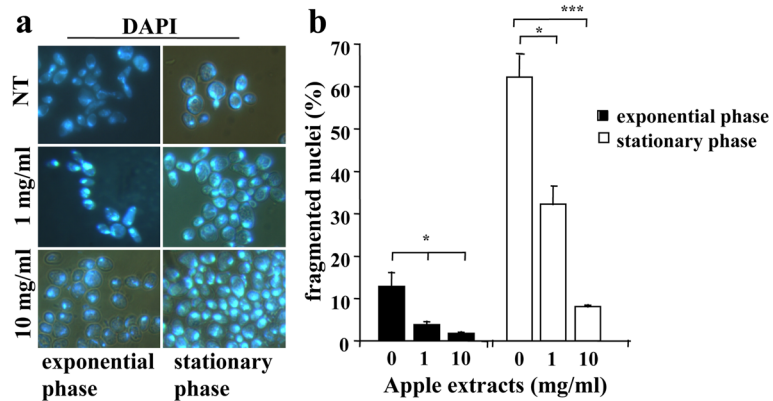 a
DAPI
NT
1 mg/ml
10 mg/ml
exponential phase
stationary phase
b
fragmented nuclei (%)
70
60
50
40
30
20
10
0
*
*
***
exponential phase
stationary phase
0 1 10 0 1 10
Apple extracts (mg/ml)